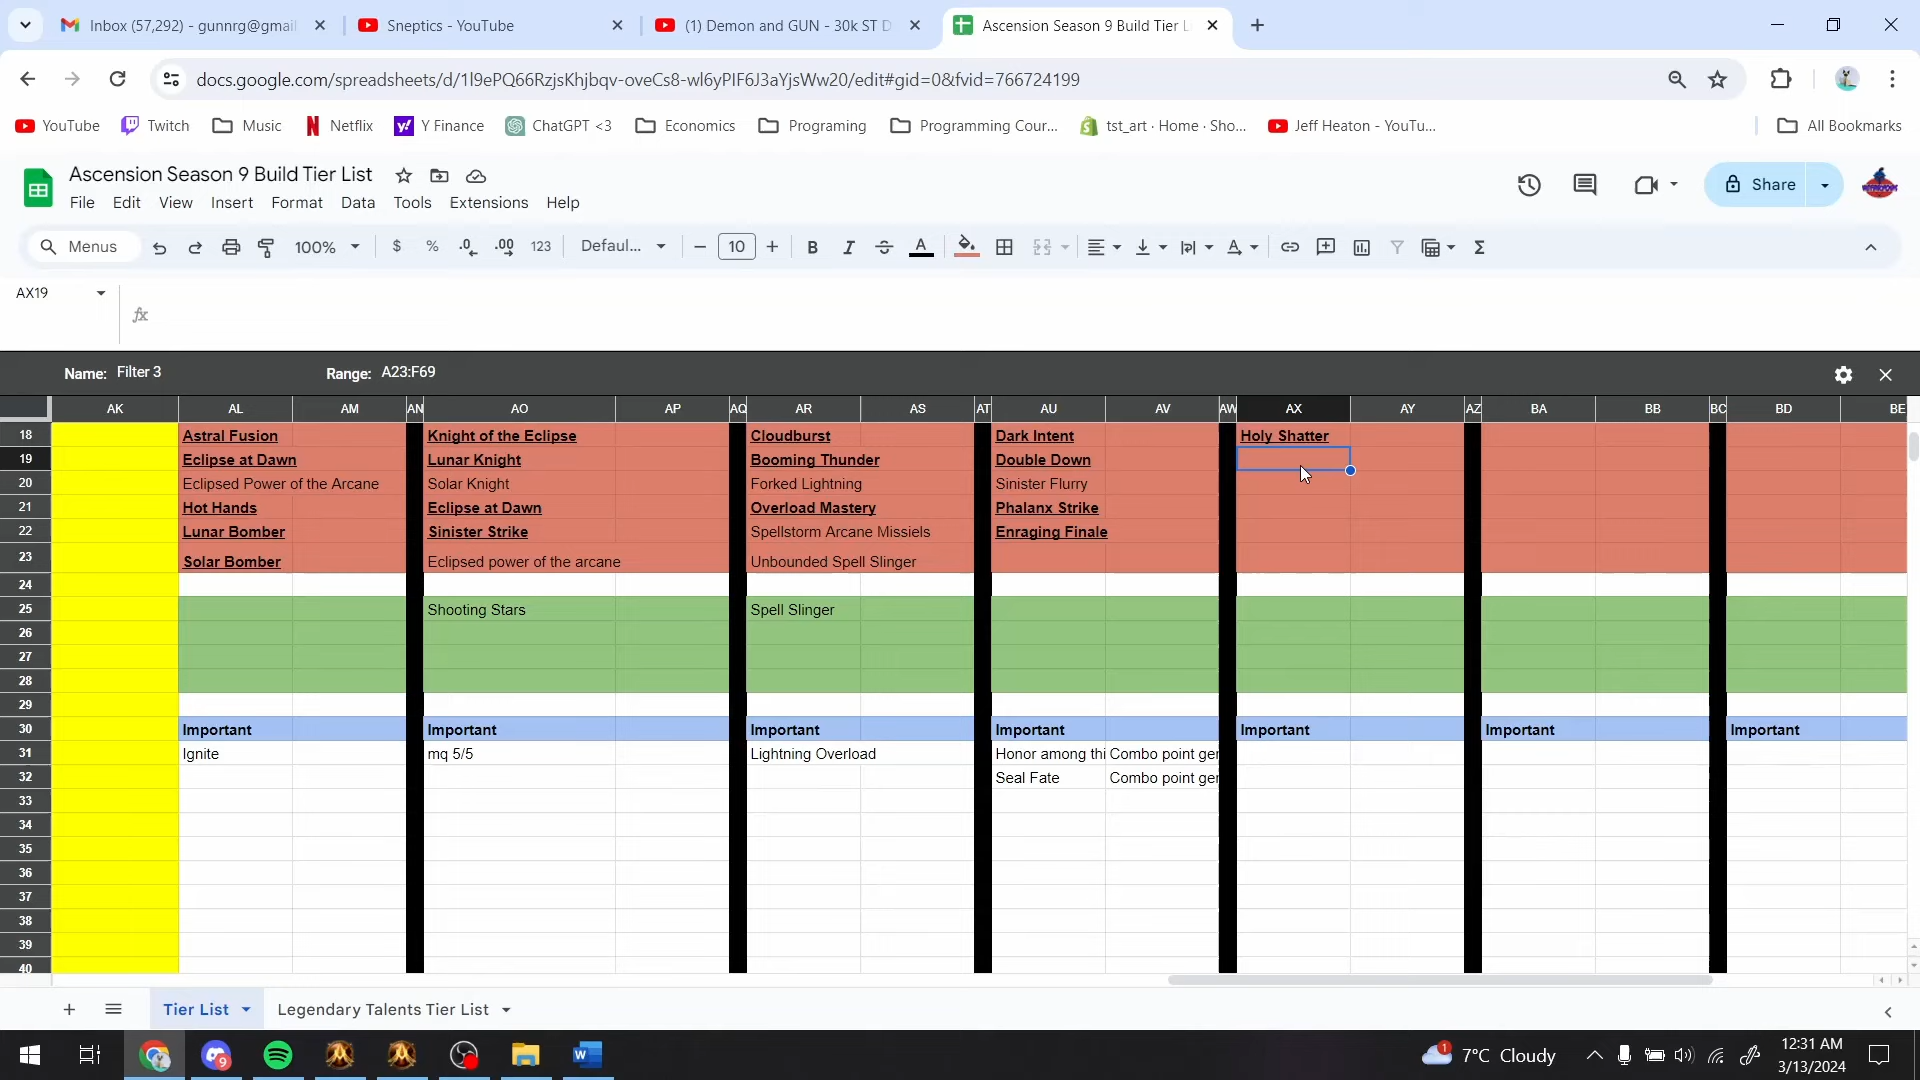 Inbox (57,292) - gunnrg@gmai
Sneptics - YouTube
(1) Demon and GUN - 30k ST D
Ascension Season 9 Build Tier L
docs.google.com/spreadsheets/d/1l9ePQ66RzjsKhjbqv-oveCs8-wl6yPIF6J3aYjsWw20/edit#gid=0&fvid=766724199
YouTube
Twitch
Music
Netflix
Y Finance
ChatGPT <3
Economics
Programing
Programming Cour...
tst_art · Home · Sho...
Jeff Heaton - YouTu...
All Bookmarks
Ascension Season 9 Build Tier List
File Edit View Insert Format Data Tools Extensions Help
Share
Menus
100%
$ % .0 .00 123
Defaul...
10
AX19
fx
Name: Filter 3
Range: A23:F69
AK AL AM AN AO AP AQ AR AS AT AU AV AW AX AY AZ BA BB BC BD BE
18 Astral Fusion Knight of the Eclipse Cloudburst Dark Intent Holy Shatter
19 Eclipse at Dawn Lunar Knight Booming Thunder Double Down
20 Eclipsed Power of the Arcane Solar Knight Forked Lightning Sinister Flurry
21 Hot Hands Eclipse at Dawn Overload Mastery Phalanx Strike
22 Lunar Bomber Sinister Strike Spellstorm Arcane Missiels Enraging Finale
23 Solar Bomber Eclipsed power of the arcane Unbounded Spell Slinger
24
25 Shooting Stars Spell Slinger
26
27
28
29
30 Important Important Important Important Important Important Important
31 Ignite mq 5/5 Lightning Overload Honor among thi Combo point ger
32 Seal Fate Combo point ger
33
34
35
36
37
38
39
40
Tier List
Legendary Talents Tier List
9
1
7°C Cloudy
12:31 AM
3/13/2024